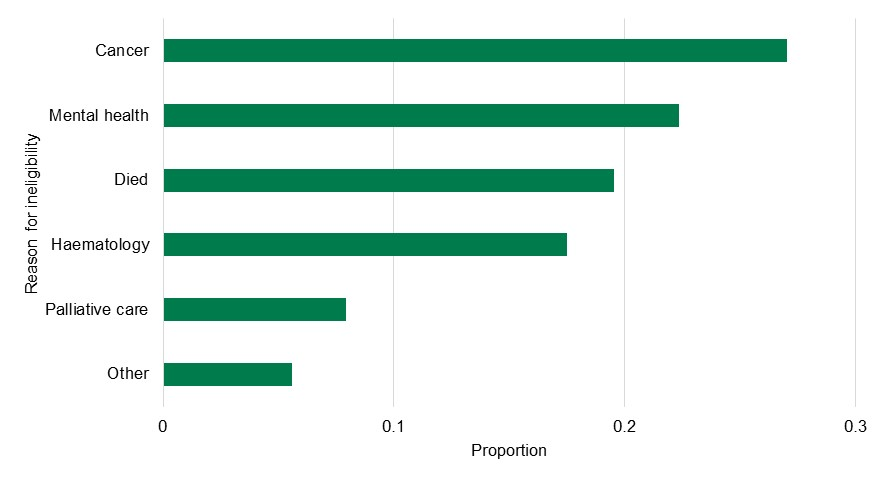 Reason for ineligibility
Cancer
Mental health
Died
Haematology
Palliative care
Other
0 0.1 0.2 0.3
Proportion